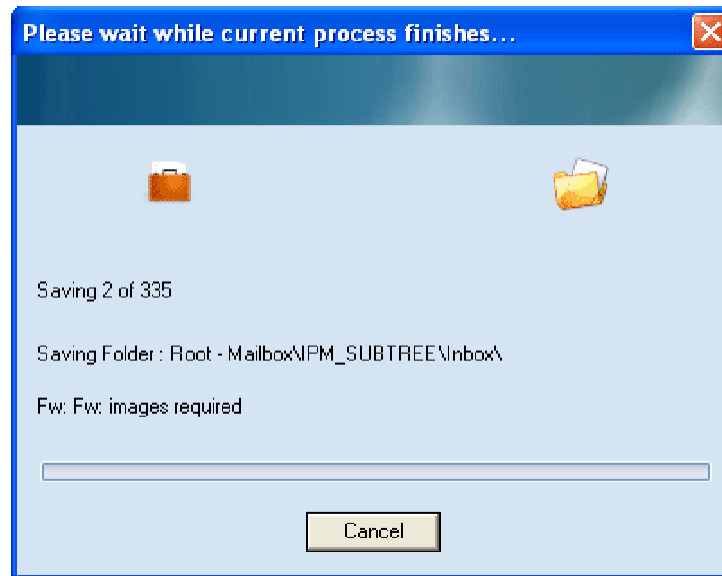 Please wait while current process finishes...
Saving 2 of 335
Saving Folder : Root - Mailbox\IPM_SUBTREE\Inbox\
Fw: Fw: images required
Cancel